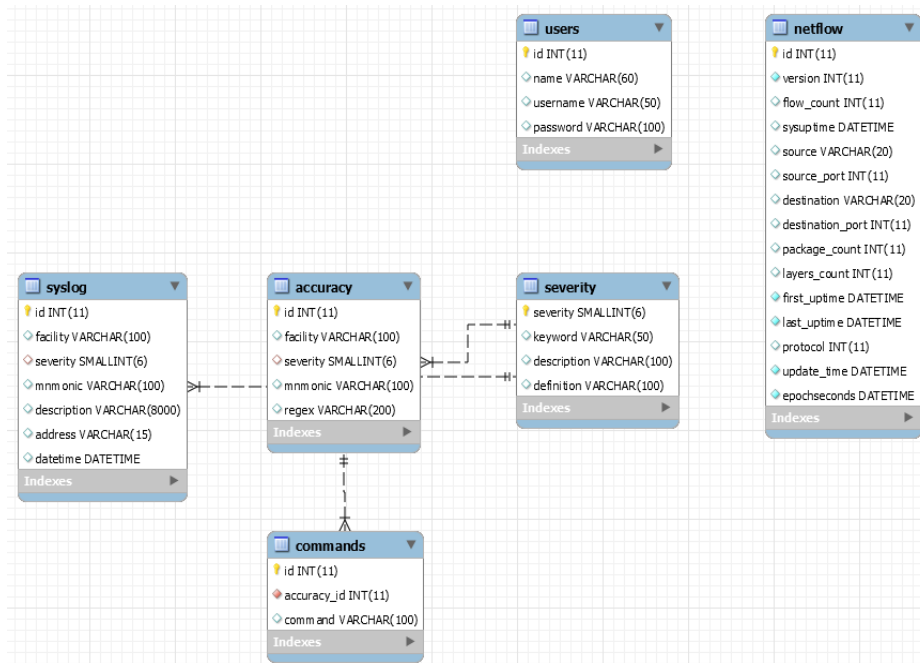 users
id INT(11)
name VARCHAR(60)
username VARCHAR(50)
password VARCHAR(100)
Indexes
netflow
id INT(11)
version INT(11)
flow_count INT(11)
sysuptime DATETIME
source VARCHAR(20)
source_port INT(11)
destination VARCHAR(20)
destination_port INT(11)
package_count INT(11)
layers_count INT(11)
first_uptime DATETIME
last_uptime DATETIME
protocol INT(11)
update_time DATETIME
epochseconds DATETIME
Indexes
syslog
id INT(11)
facility VARCHAR(100)
severity SMALLINT(6)
mnmonic VARCHAR(100)
description VARCHAR(8000)
address VARCHAR(15)
datetime DATETIME
Indexes
accuracy
id INT(11)
facility VARCHAR(100)
severity SMALLINT(6)
mnmonic VARCHAR(100)
regex VARCHAR(200)
Indexes
severity
severity SMALLINT(6)
keyword VARCHAR(50)
description VARCHAR(100)
definition VARCHAR(100)
Indexes
commands
id INT(11)
accuracy_id INT(11)
command VARCHAR(100)
Indexes